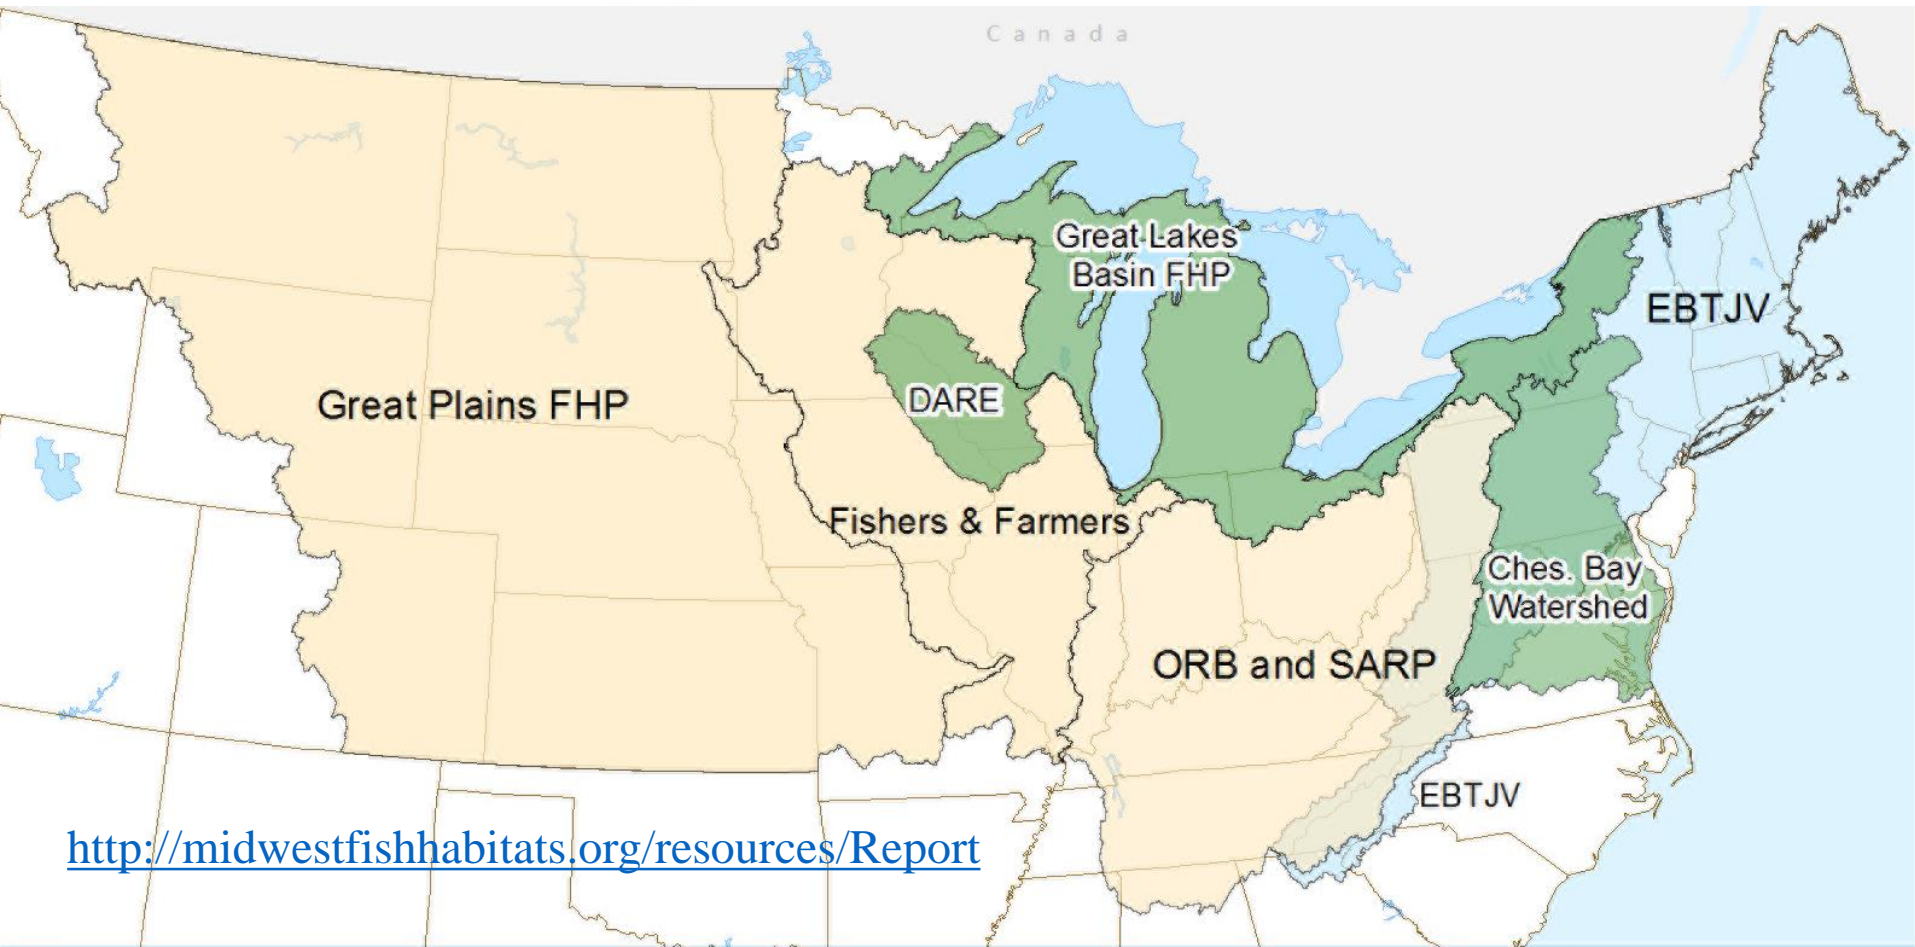 Canada
Great Lakes
Basin FHP
EBTJV
Great Plains FHP
DARE
Fishers & Farmers
Ches. Bay
Watershed
ORB and SARP
EBTJV
http://midwestfishhabitats.org/resources/Report